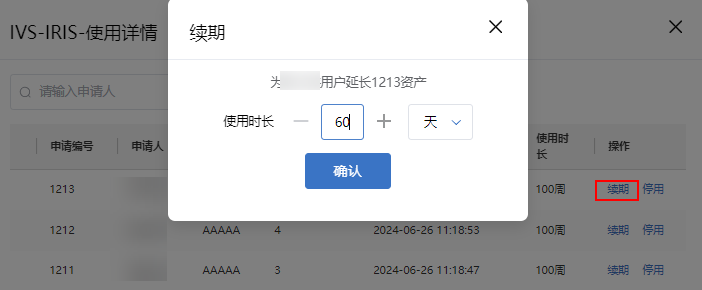 IVS-IRIS-使用详情
续期
请输入申请人
为 用户延长1213资产
使用时长 60 天
确认
申请编号 申请人 使用时长 操作
1213 100周 续期 停用
1212 AAAAA 4 2024-06-26 11:18:53 100周 续期 停用
1211 AAAAA 3 2024-06-26 11:18:47 100周 续期 停用